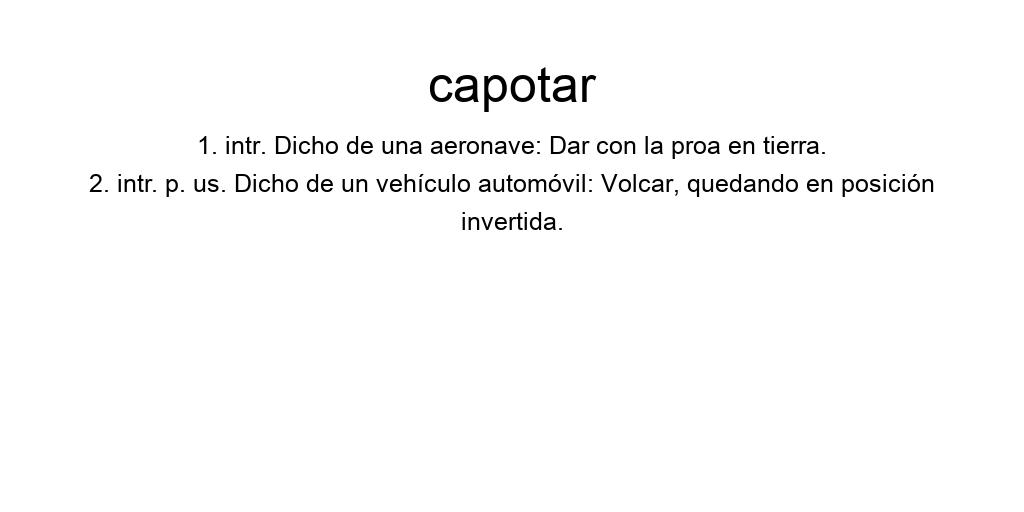 capotar
1. intr. Dicho de una aeronave: Dar con la proa en tierra.
2. intr. p. us. Dicho de un vehículo automóvil: Volcar, quedando en posición
invertida.